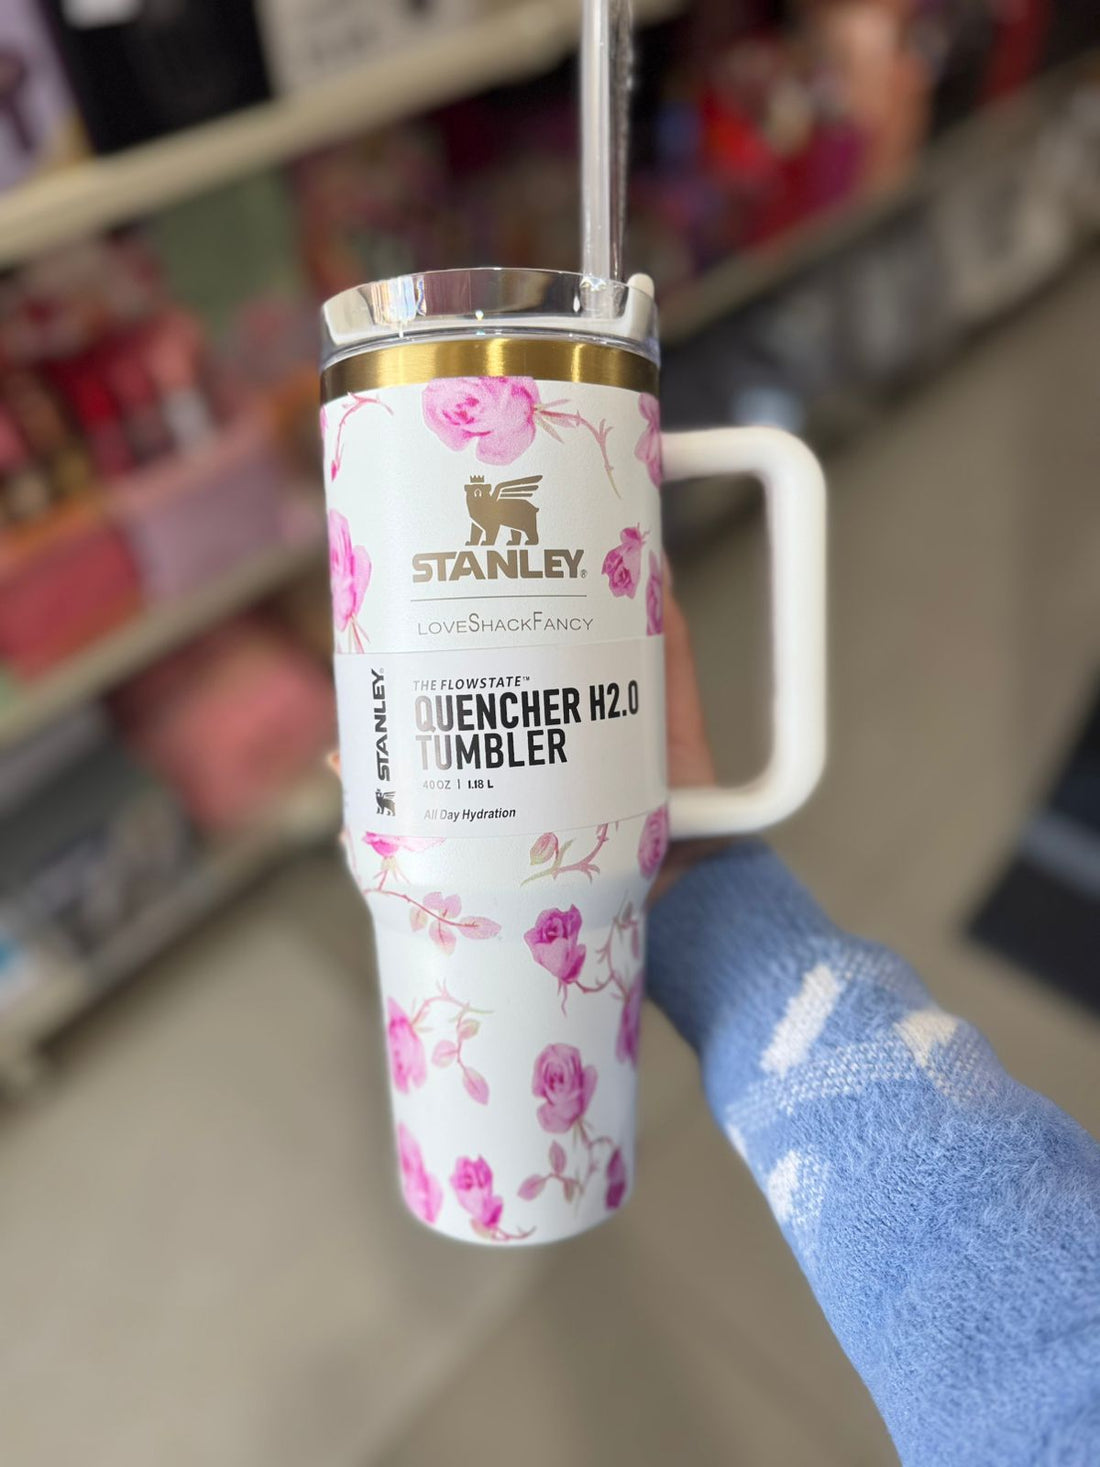 STANLEY®
LOVESHACKFANCY
STANLEY®
THE FLOWSTATE™
QUENCHER H2.0
TUMBLER
40 OZ | 1.18 L
All Day Hydration